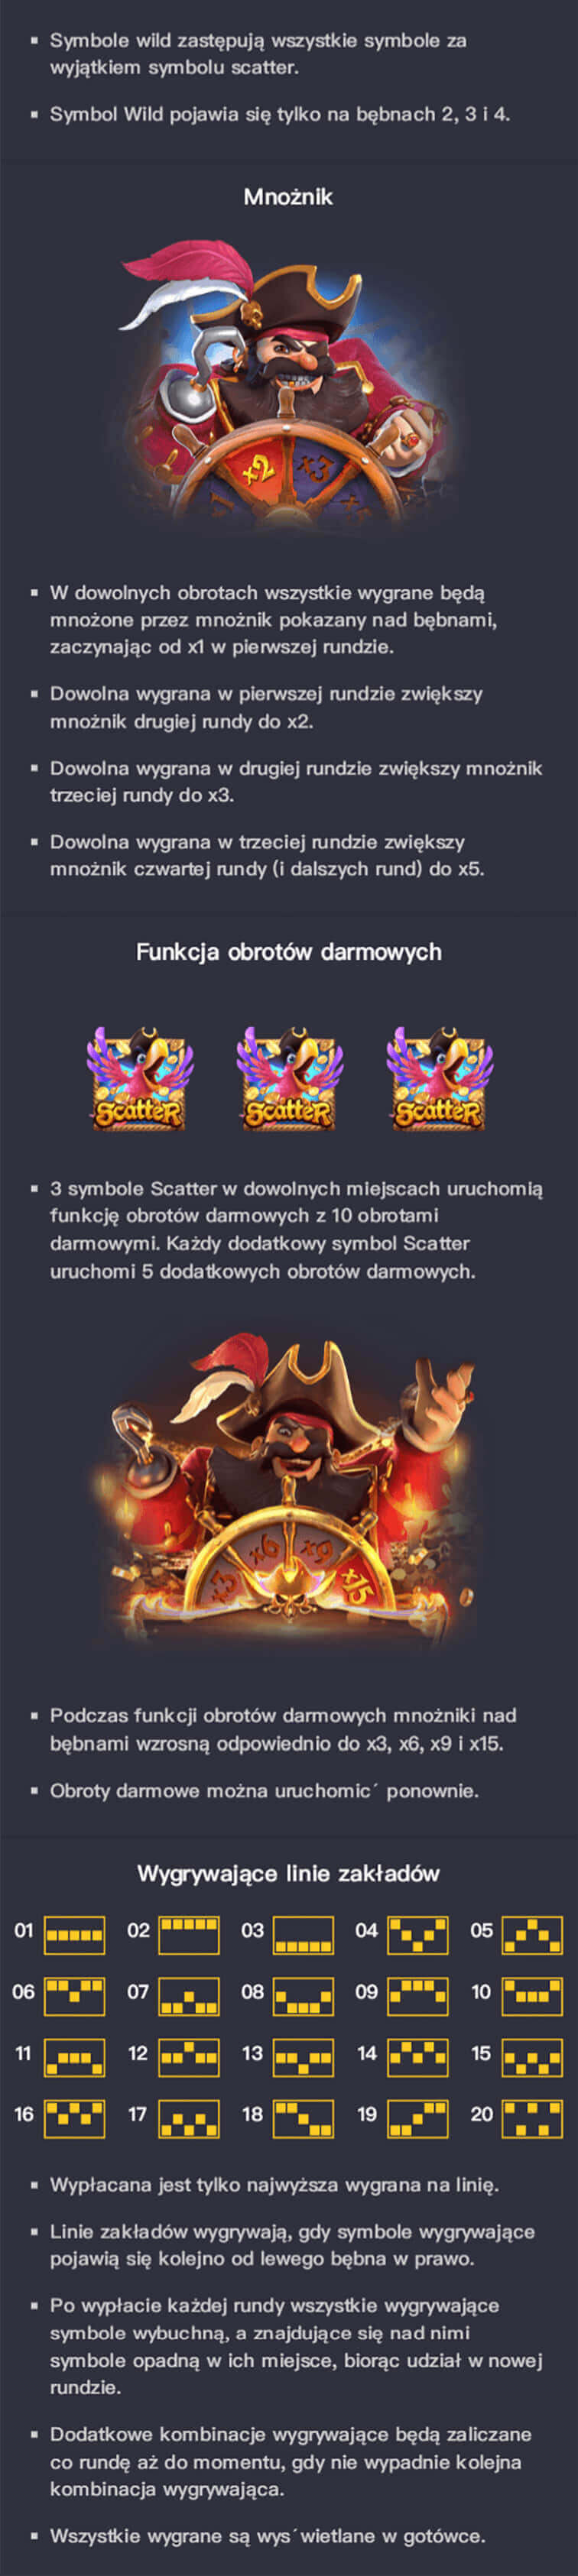 ▪ Symbole wild zastępują wszystkie symbole za
wyjątkiem symbolu scatter.
▪ Symbol Wild pojawia się tylko na bębnach 2, 3 i 4.
Mnożnik
x2 x3
▪ W dowolnych obrotach wszystkie wygrane będą
mnożone przez mnożnik pokazany nad bębnami,
zaczynając od x1 w pierwszej rundzie.
▪ Dowolna wygrana w pierwszej rundzie zwiększy
mnożnik drugiej rundy do x2.
▪ Dowolna wygrana w drugiej rundzie zwiększy mnożnik
trzeciej rundy do x3.
▪ Dowolna wygrana w trzeciej rundzie zwiększy
mnożnik czwartej rundy (i dalszych rund) do x5.
Funkcja obrotów darmowych
SCATTER SCATTER SCATTER
▪ 3 symbole Scatter w dowolnych miejscach uruchomią
funkcję obrotów darmowych z 10 obrotami
darmowymi. Każdy dodatkowy symbol Scatter
uruchomi 5 dodatkowych obrotów darmowych.
x3 x6 x9 x15
▪ Podczas funkcji obrotów darmowych mnożniki nad
bębnami wzrosną odpowiednio do x3, x6, x9 i x15.
▪ Obroty darmowe można uruchomic´ ponownie.
Wygrywające linie zakładów
01 02 03 04 05
06 07 08 09 10
11 12 13 14 15
16 17 18 19 20
▪ Wypłacana jest tylko najwyższa wygrana na linię.
▪ Linie zakładów wygrywają, gdy symbole wygrywające
pojawią się kolejno od lewego bębna w prawo.
▪ Po wypłacie każdej rundy wszystkie wygrywające
symbole wybuchną, a znajdujące się nad nimi
symbole opadną w ich miejsce, biorąc udział w nowej
rundzie.
▪ Dodatkowe kombinacje wygrywające będą zaliczane
co rundę aż do momentu, gdy nie wypadnie kolejna
kombinacja wygrywająca.
▪ Wszystkie wygrane są wys´wietlane w gotówce.